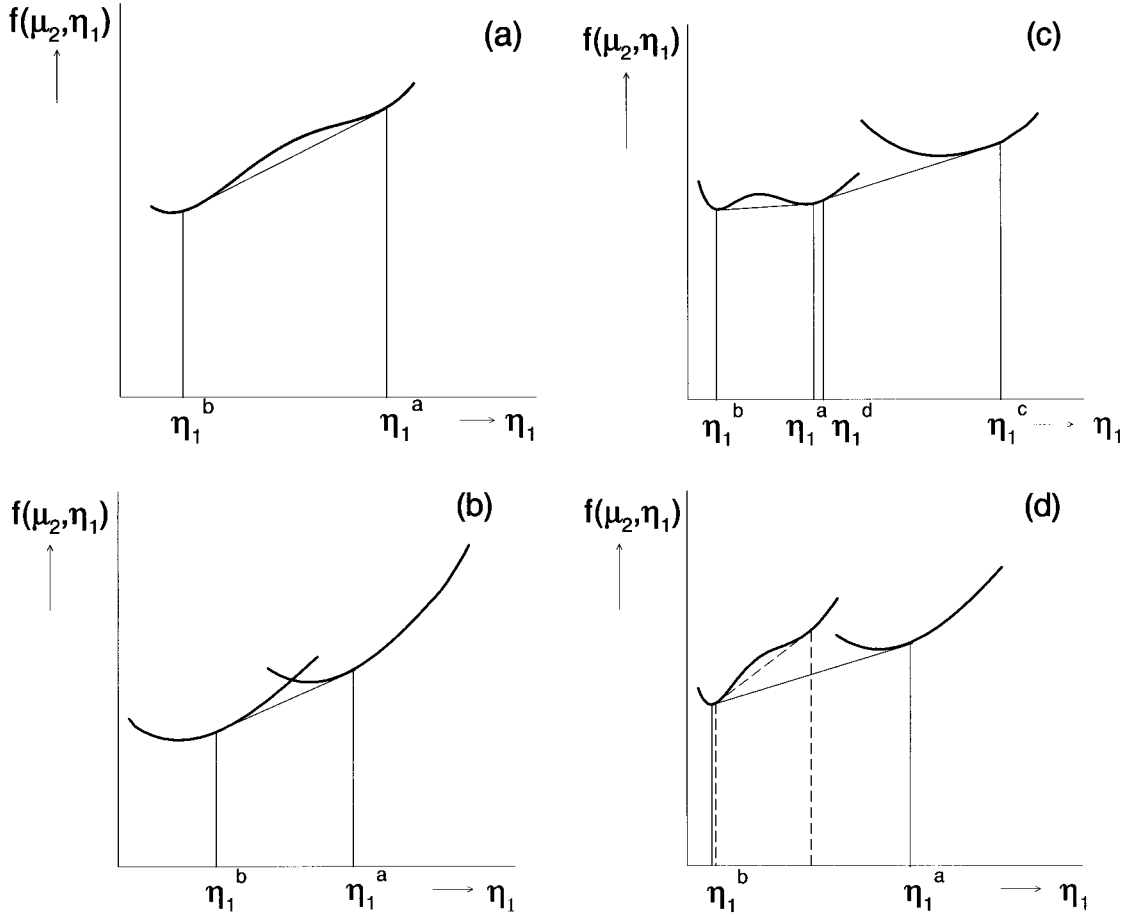 f(μ₂,η₁)
(a)
η₁ᵇ η₁ᵃ → η₁
f(μ₂,η₁)
(c)
η₁ᵇ η₁ᵃ η₁ᵈ η₁ᶜ → η₁
f(μ₂,η₁)
(b)
η₁ᵇ η₁ᵃ → η₁
f(μ₂,η₁)
(d)
η₁ᵇ η₁ᵃ → η₁